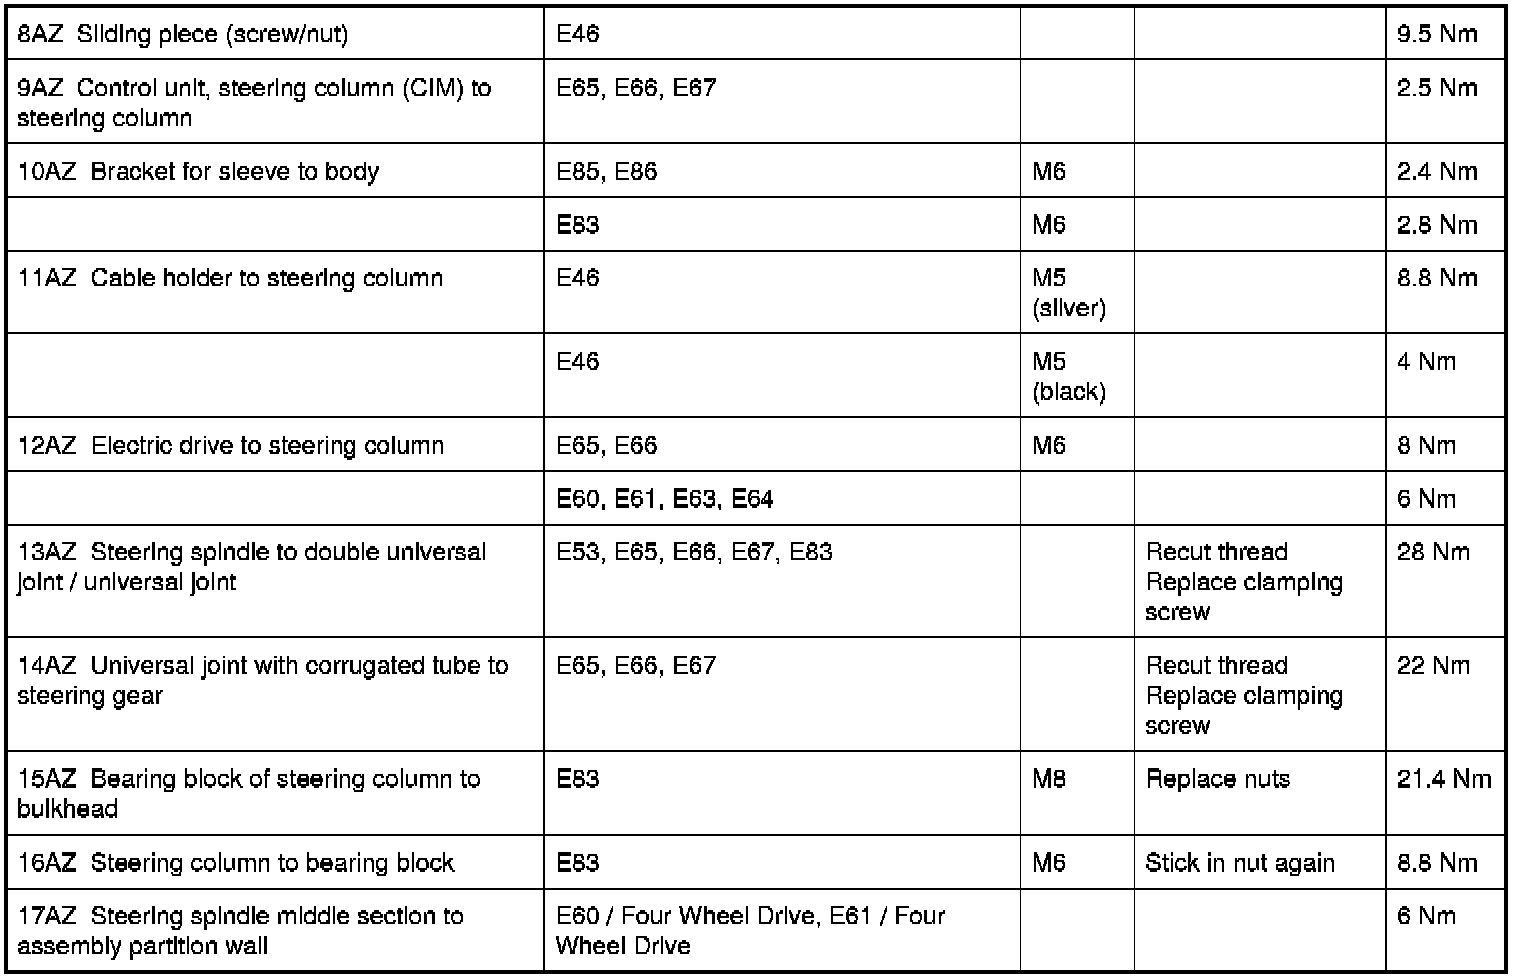 8AZ Sliding piece (screw/nut) E46 9.5 Nm
9AZ Control unit, steering column (CIM) to steering column E65, E66, E67 2.5 Nm
10AZ Bracket for sleeve to body E85, E86 M6 2.4 Nm
E83 M6 2.8 Nm
11AZ Cable holder to steering column E46 M5 (silver) 8.8 Nm
E46 M5 (black) 4 Nm
12AZ Electric drive to steering column E65, E66 M6 8 Nm
E60, E61, E63, E64 6 Nm
13AZ Steering spindle to double universal joint / universal joint E53, E65, E66, E67, E83 Recut thread Replace clamping screw 28 Nm
14AZ Universal joint with corrugated tube to steering gear E65, E66, E67 Recut thread Replace clamping screw 22 Nm
15AZ Bearing block of steering column to bulkhead E83 M8 Replace nuts 21.4 Nm
16AZ Steering column to bearing block E83 M6 Stick in nut again 8.8 Nm
17AZ Steering spindle middle section to assembly partition wall E60 / Four Wheel Drive, E61 / Four Wheel Drive 6 Nm